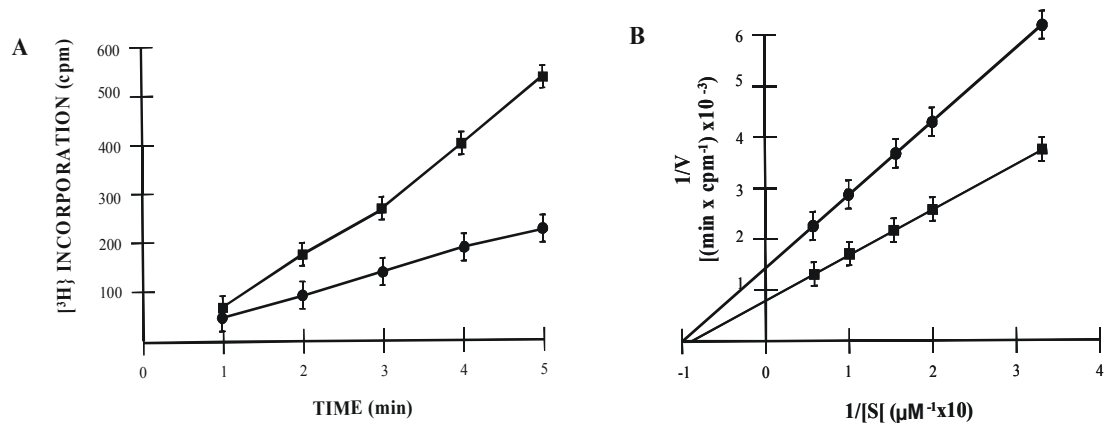 A
[³H} INCORPORATION (cpm)
600
500
400
300
200
100
0 1 2 3 4 5
TIME (min)
B
1/V
[(min x cpm⁻¹) x10⁻³)
6
5
4
3
2
1
-1 0 1 2 3 4
1/[S[ (μM⁻¹x10)